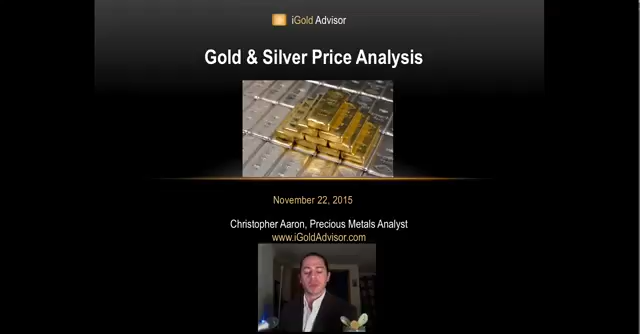 iGold Advisor
Gold & Silver Price Analysis
November 22, 2015
Christopher Aaron, Precious Metals Analyst
www.iGoldAdvisor.com